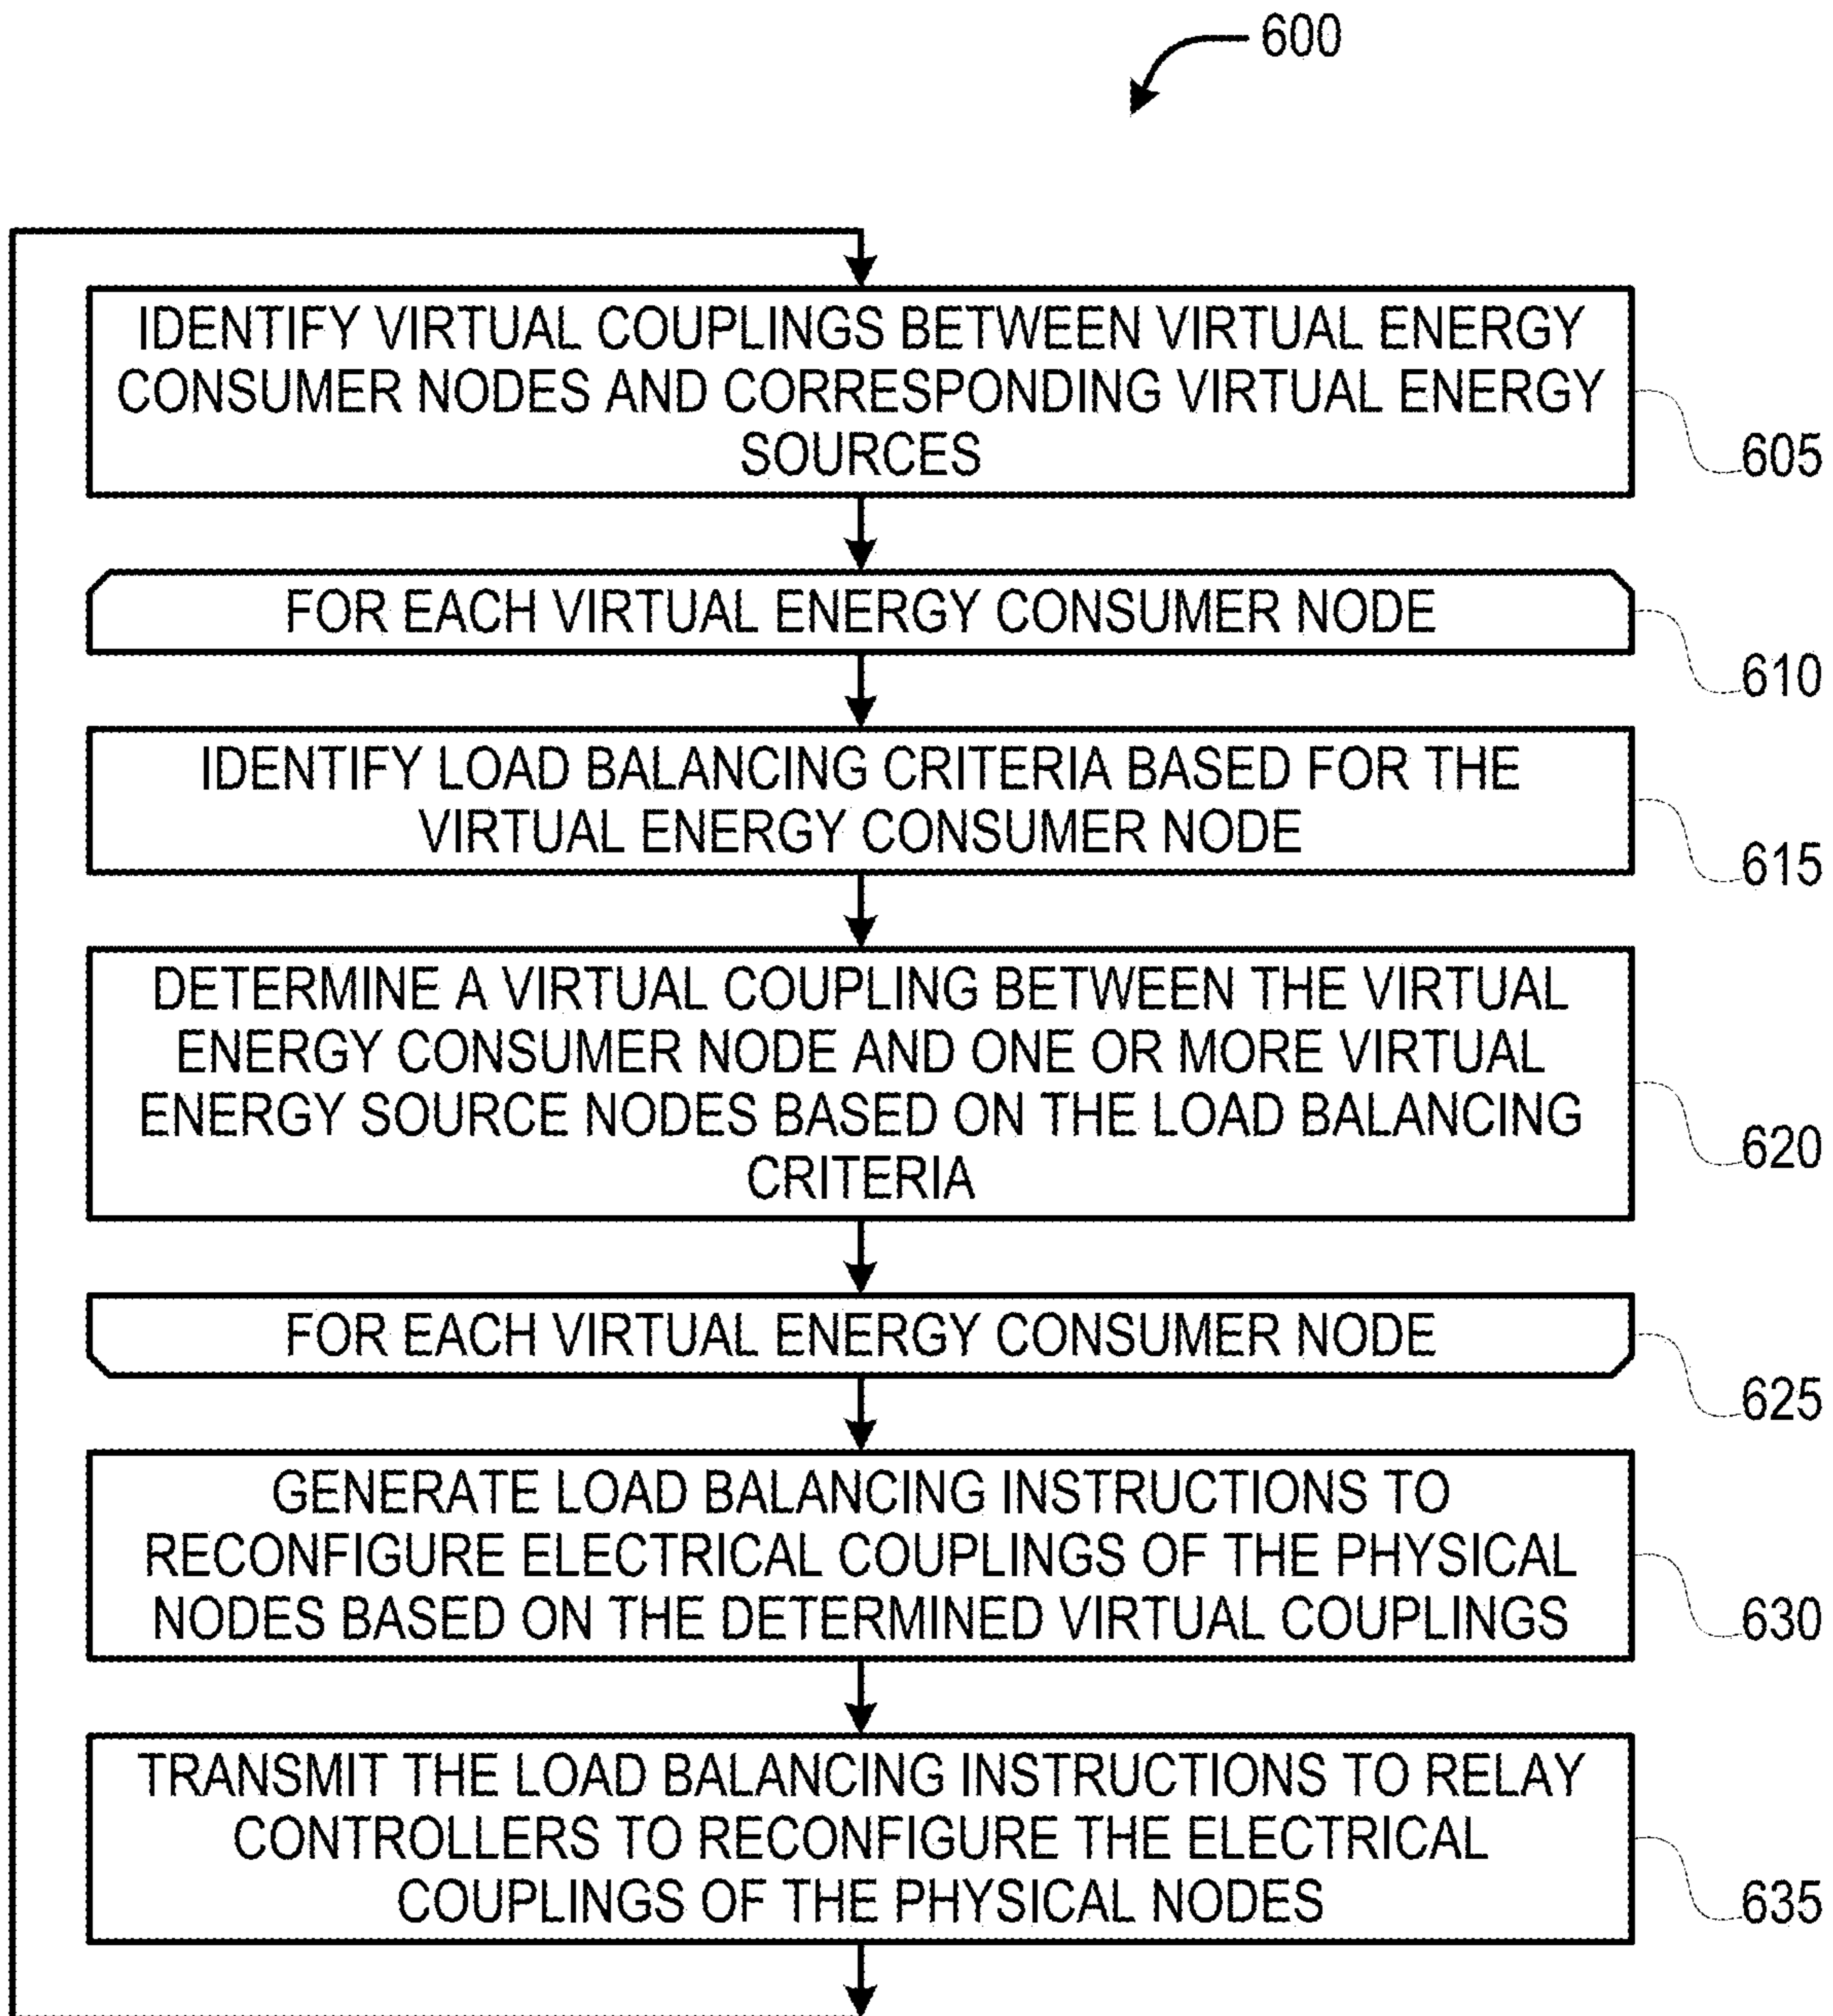 600
IDENTIFY VIRTUAL COUPLINGS BETWEEN VIRTUAL ENERGY
CONSUMER NODES AND CORRESPONDING VIRTUAL ENERGY
SOURCES
605
FOR EACH VIRTUAL ENERGY CONSUMER NODE
610
IDENTIFY LOAD BALANCING CRITERIA BASED FOR THE
VIRTUAL ENERGY CONSUMER NODE
615
DETERMINE A VIRTUAL COUPLING BETWEEN THE VIRTUAL
ENERGY CONSUMER NODE AND ONE OR MORE VIRTUAL
ENERGY SOURCE NODES BASED ON THE LOAD BALANCING
CRITERIA
620
FOR EACH VIRTUAL ENERGY CONSUMER NODE
625
GENERATE LOAD BALANCING INSTRUCTIONS TO
RECONFIGURE ELECTRICAL COUPLINGS OF THE PHYSICAL
NODES BASED ON THE DETERMINED VIRTUAL COUPLINGS
630
TRANSMIT THE LOAD BALANCING INSTRUCTIONS TO RELAY
CONTROLLERS TO RECONFIGURE THE ELECTRICAL
COUPLINGS OF THE PHYSICAL NODES
635